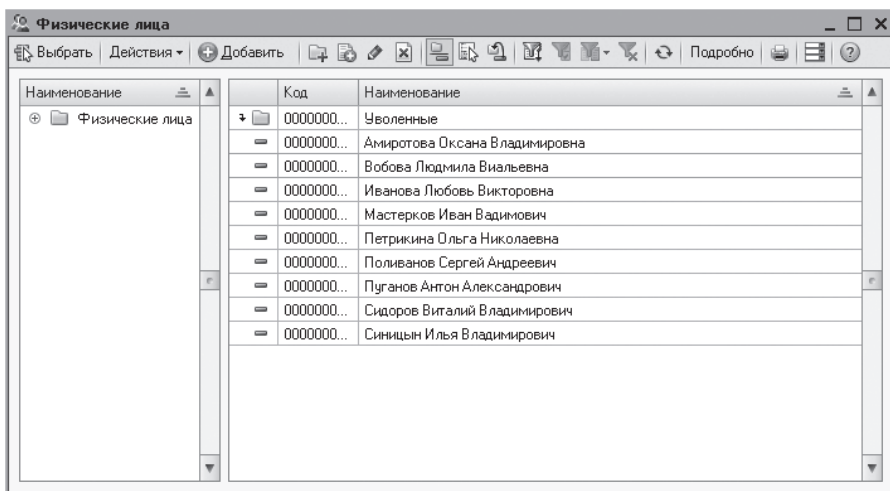 Физические лица
Выбрать Действия Добавить Подробно
Наименование Код Наименование
Физические лица 0000000... Уволенные
0000000... Амиротова Оксана Владимировна
0000000... Вобова Людмила Виальевна
0000000... Иванова Любовь Викторовна
0000000... Мастерков Иван Вадимович
0000000... Петрикина Ольга Николаевна
0000000... Поливанов Сергей Андреевич
0000000... Пуганов Антон Александрович
0000000... Сидоров Виталий Владимирович
0000000... Синицын Илья Владимирович